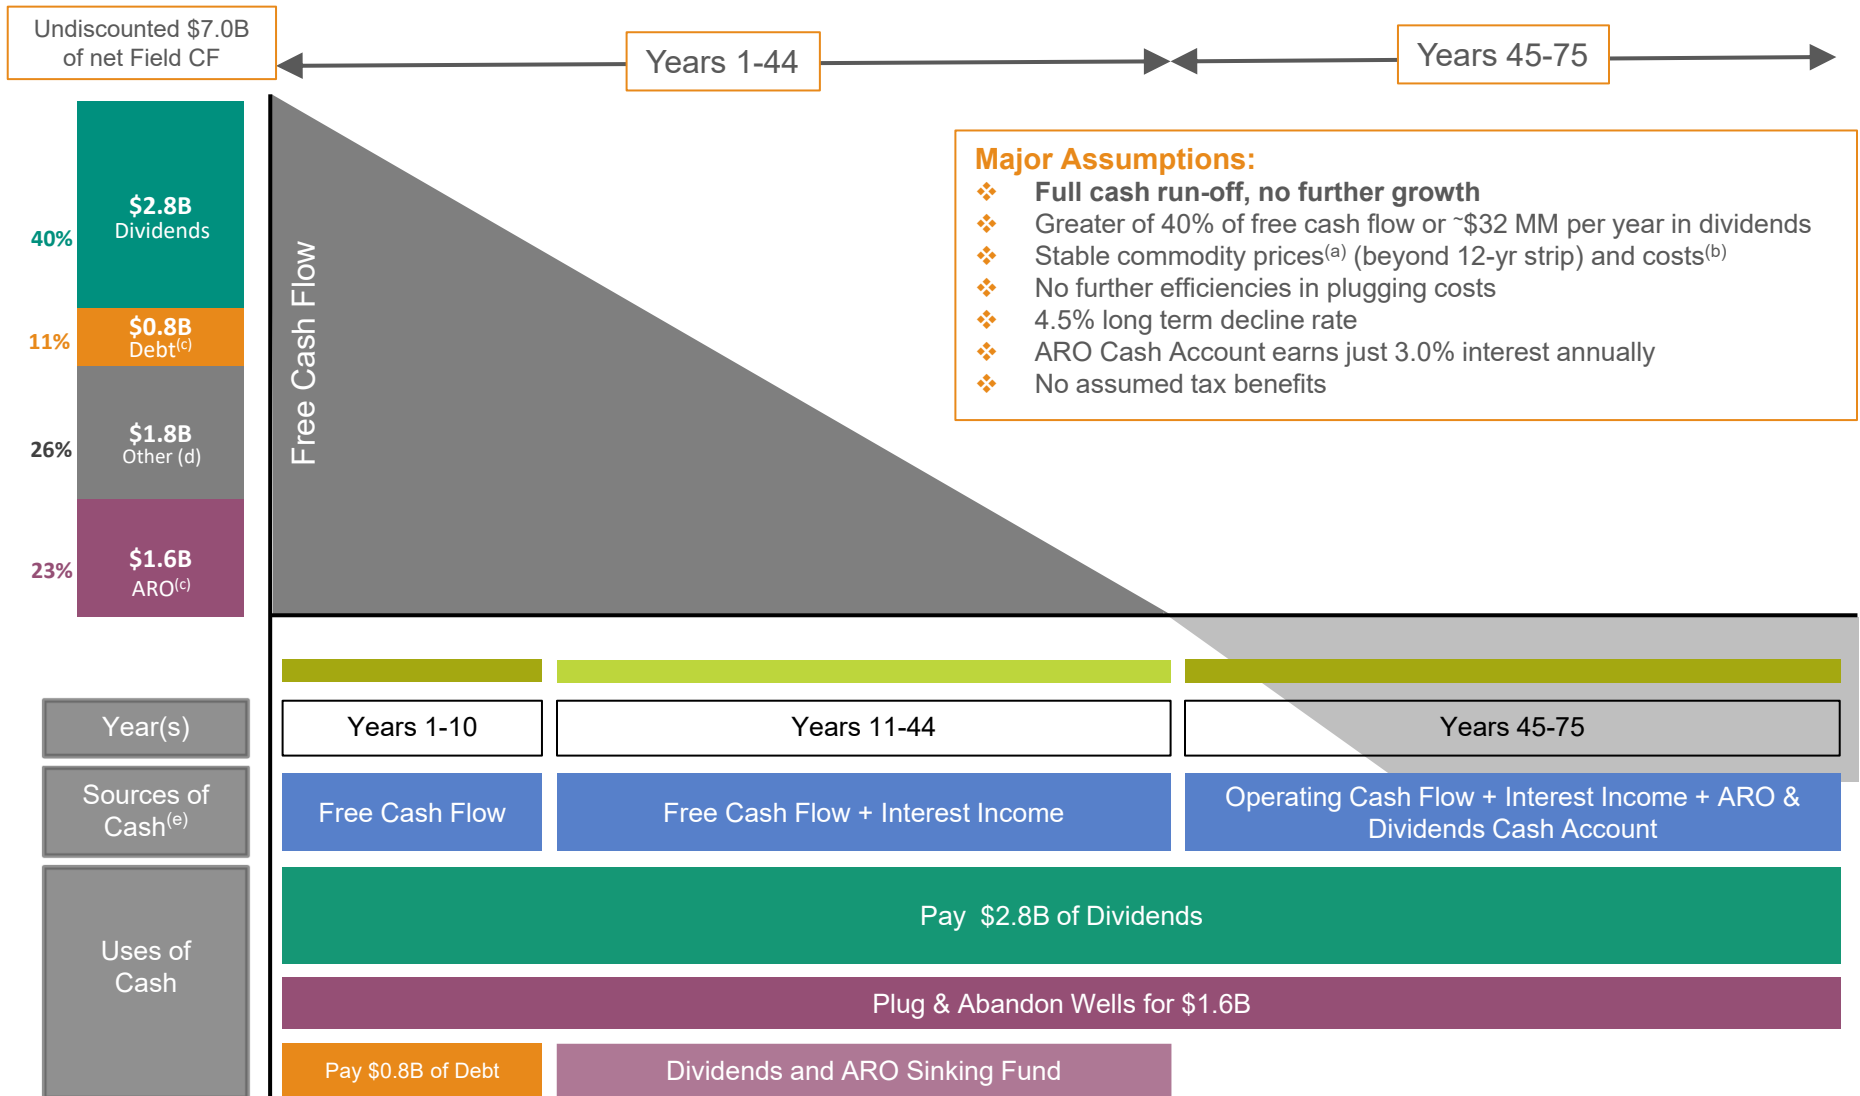 Undiscounted $7.0B
of net Field CF
Years 1-44
Years 45-75
40%
$2.8B
Dividends
11%
$0.8B
Debt(c)
26%
$1.8B
Other (d)
23%
$1.6B
ARO(c)
Free Cash Flow
Major Assumptions:
❖ Full cash run-off, no further growth
❖ Greater of 40% of free cash flow or ~$32 MM per year in dividends
❖ Stable commodity prices(a) (beyond 12-yr strip) and costs(b)
❖ No further efficiencies in plugging costs
❖ 4.5% long term decline rate
❖ ARO Cash Account earns just 3.0% interest annually
❖ No assumed tax benefits
Year(s)
Years 1-10
Years 11-44
Years 45-75
Sources of
Cash(e)
Free Cash Flow
Free Cash Flow + Interest Income
Operating Cash Flow + Interest Income + ARO &
Dividends Cash Account
Uses of
Cash
Pay $2.8B of Dividends
Plug & Abandon Wells for $1.6B
Pay $0.8B of Debt
Dividends and ARO Sinking Fund